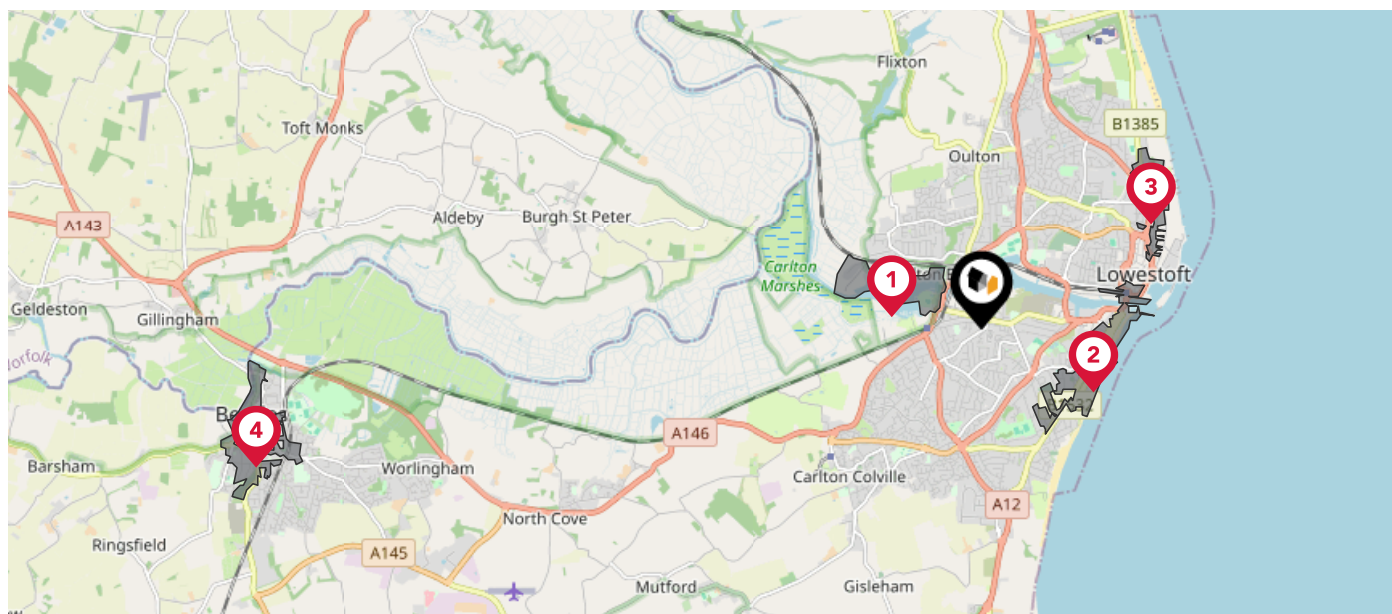 Flixton
B1385
Toft Monks
Oulton
3
A143
Aldeby
Burgh St Peter
Carlton
Marshes
1
Lowestoft
Geldeston
Gillingham
2
4
A146
Barsham
Worlingham
Carlton Colville
North Cove
A12
Ringsfield
A145
Mutford
Gisleham